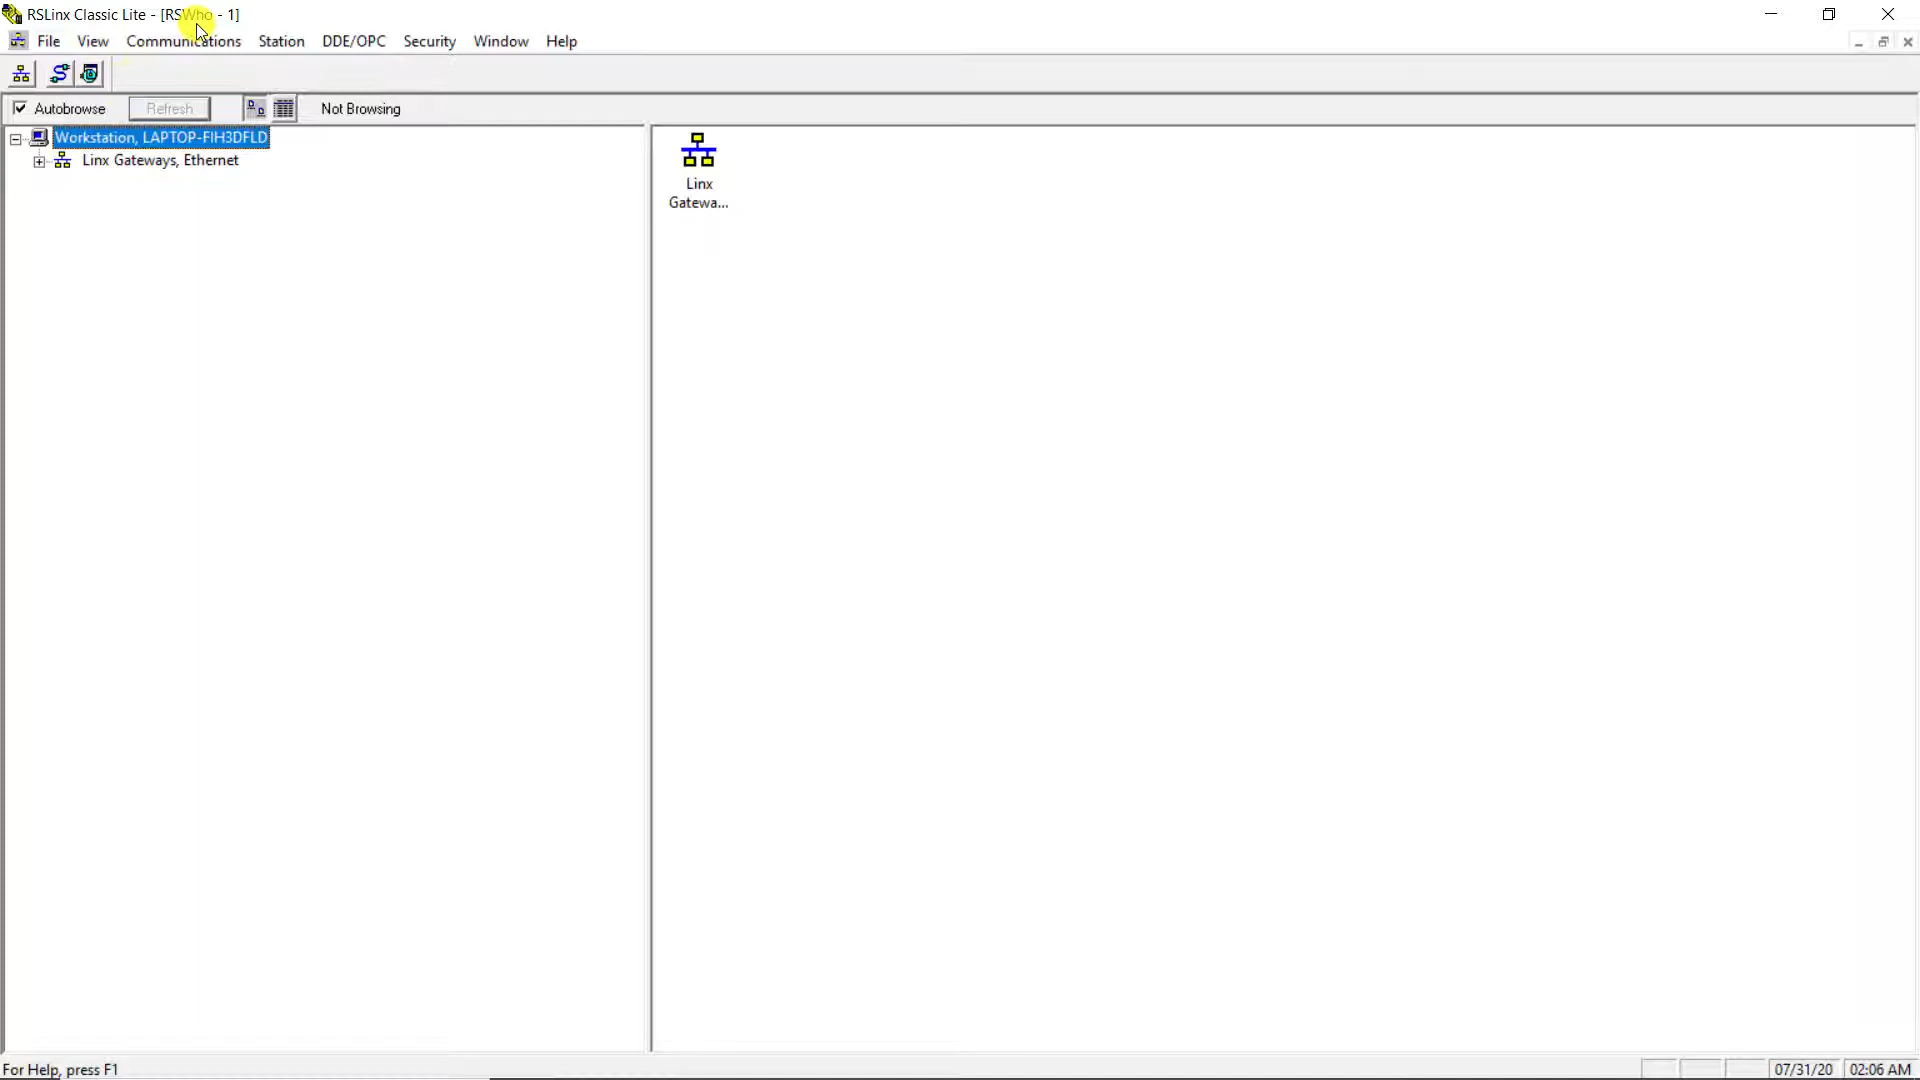 RSLinx Classic Lite - [RSWho - 1]
File View Communications Station DDE/OPC Security Window Help
Autobrowse Refresh Not Browsing
Workstation, LAPTOP-FIH3DFLD
Linx Gateways, Ethernet
Linx
Gatewa...
For Help, press F1 07/31/20 02:06 AM